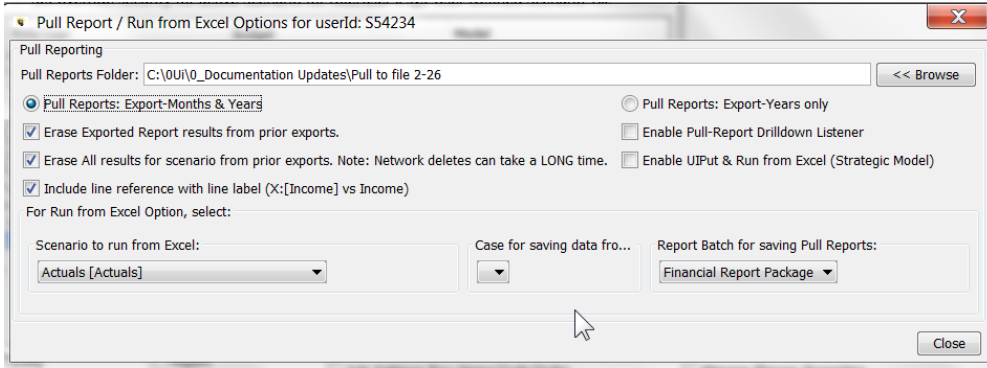 Pull Report / Run from Excel Options for userId: S54234
Pull Reporting
Pull Reports Folder: C:\0Ui\0_Documentation Updates\Pull to file 2-26 << Browse
Pull Reports: Export-Months & Years Pull Reports: Export-Years only
Erase Exported Report results from prior exports. Enable Pull-Report Drilldown Listener
Erase All results for scenario from prior exports. Note: Network deletes can take a LONG time. Enable UIPut & Run from Excel (Strategic Model)
Include line reference with line label (X:[Income] vs Income)
For Run from Excel Option, select:
Scenario to run from Excel: Case for saving data fro... Report Batch for saving Pull Reports:
Actuals [Actuals] Financial Report Package
Close